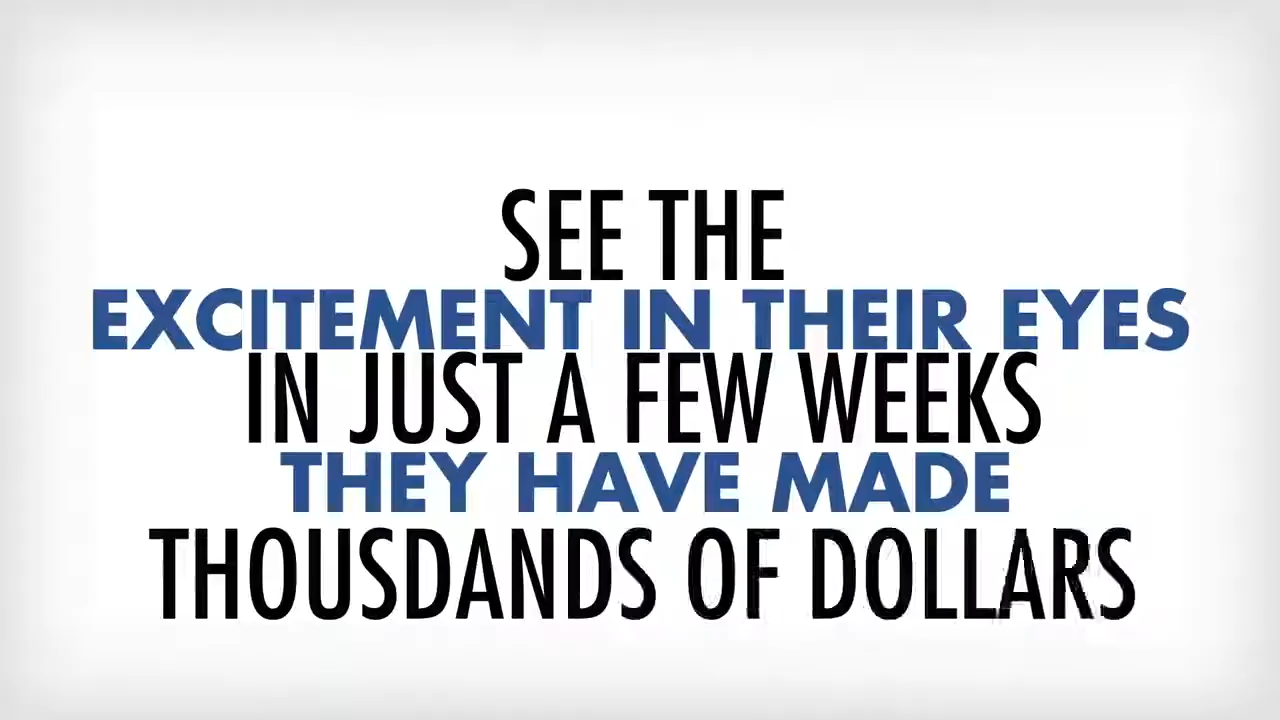 SEE THE
EXCITEMENT IN THEIR EYES
IN JUST A FEW WEEKS
THEY HAVE MADE
THOUSDANDS OF DOLLARS